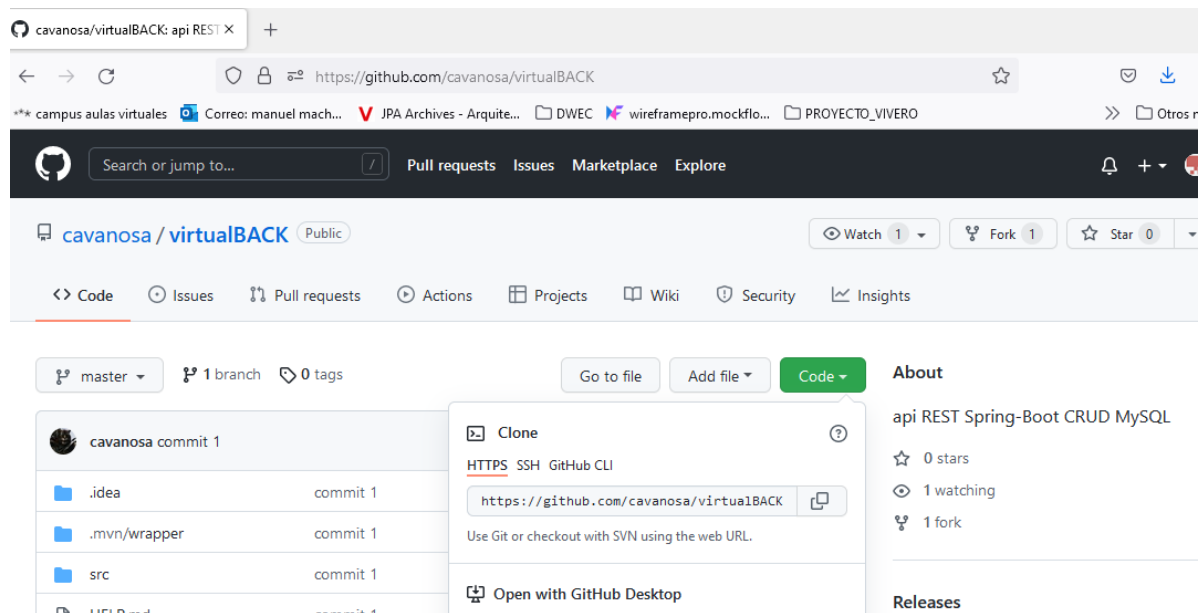 cavanosa/virtualBACK: api REST
https://github.com/cavanosa/virtualBACK
campus aulas virtuales Correo: manuel mach... JPA Archives - Arquite... DWEC wireframepro.mockflo... PROYECTO_VIVERO Otros
Search or jump to... / Pull requests Issues Marketplace Explore
cavanosa / virtualBACK Public Watch 1 Fork 1 Star 0
Code Issues Pull requests Actions Projects Wiki Security Insights
master 1 branch 0 tags Go to file Add file Code About
api REST Spring-Boot CRUD MySQL
cavanosa commit 1 Clone
HTTPS SSH GitHub CLI 0 stars
.idea commit 1 https://github.com/cavanosa/virtualBACK 1 watching
.mvn/wrapper commit 1 Use Git or checkout with SVN using the web URL. 1 fork
src commit 1
Open with GitHub Desktop Releases